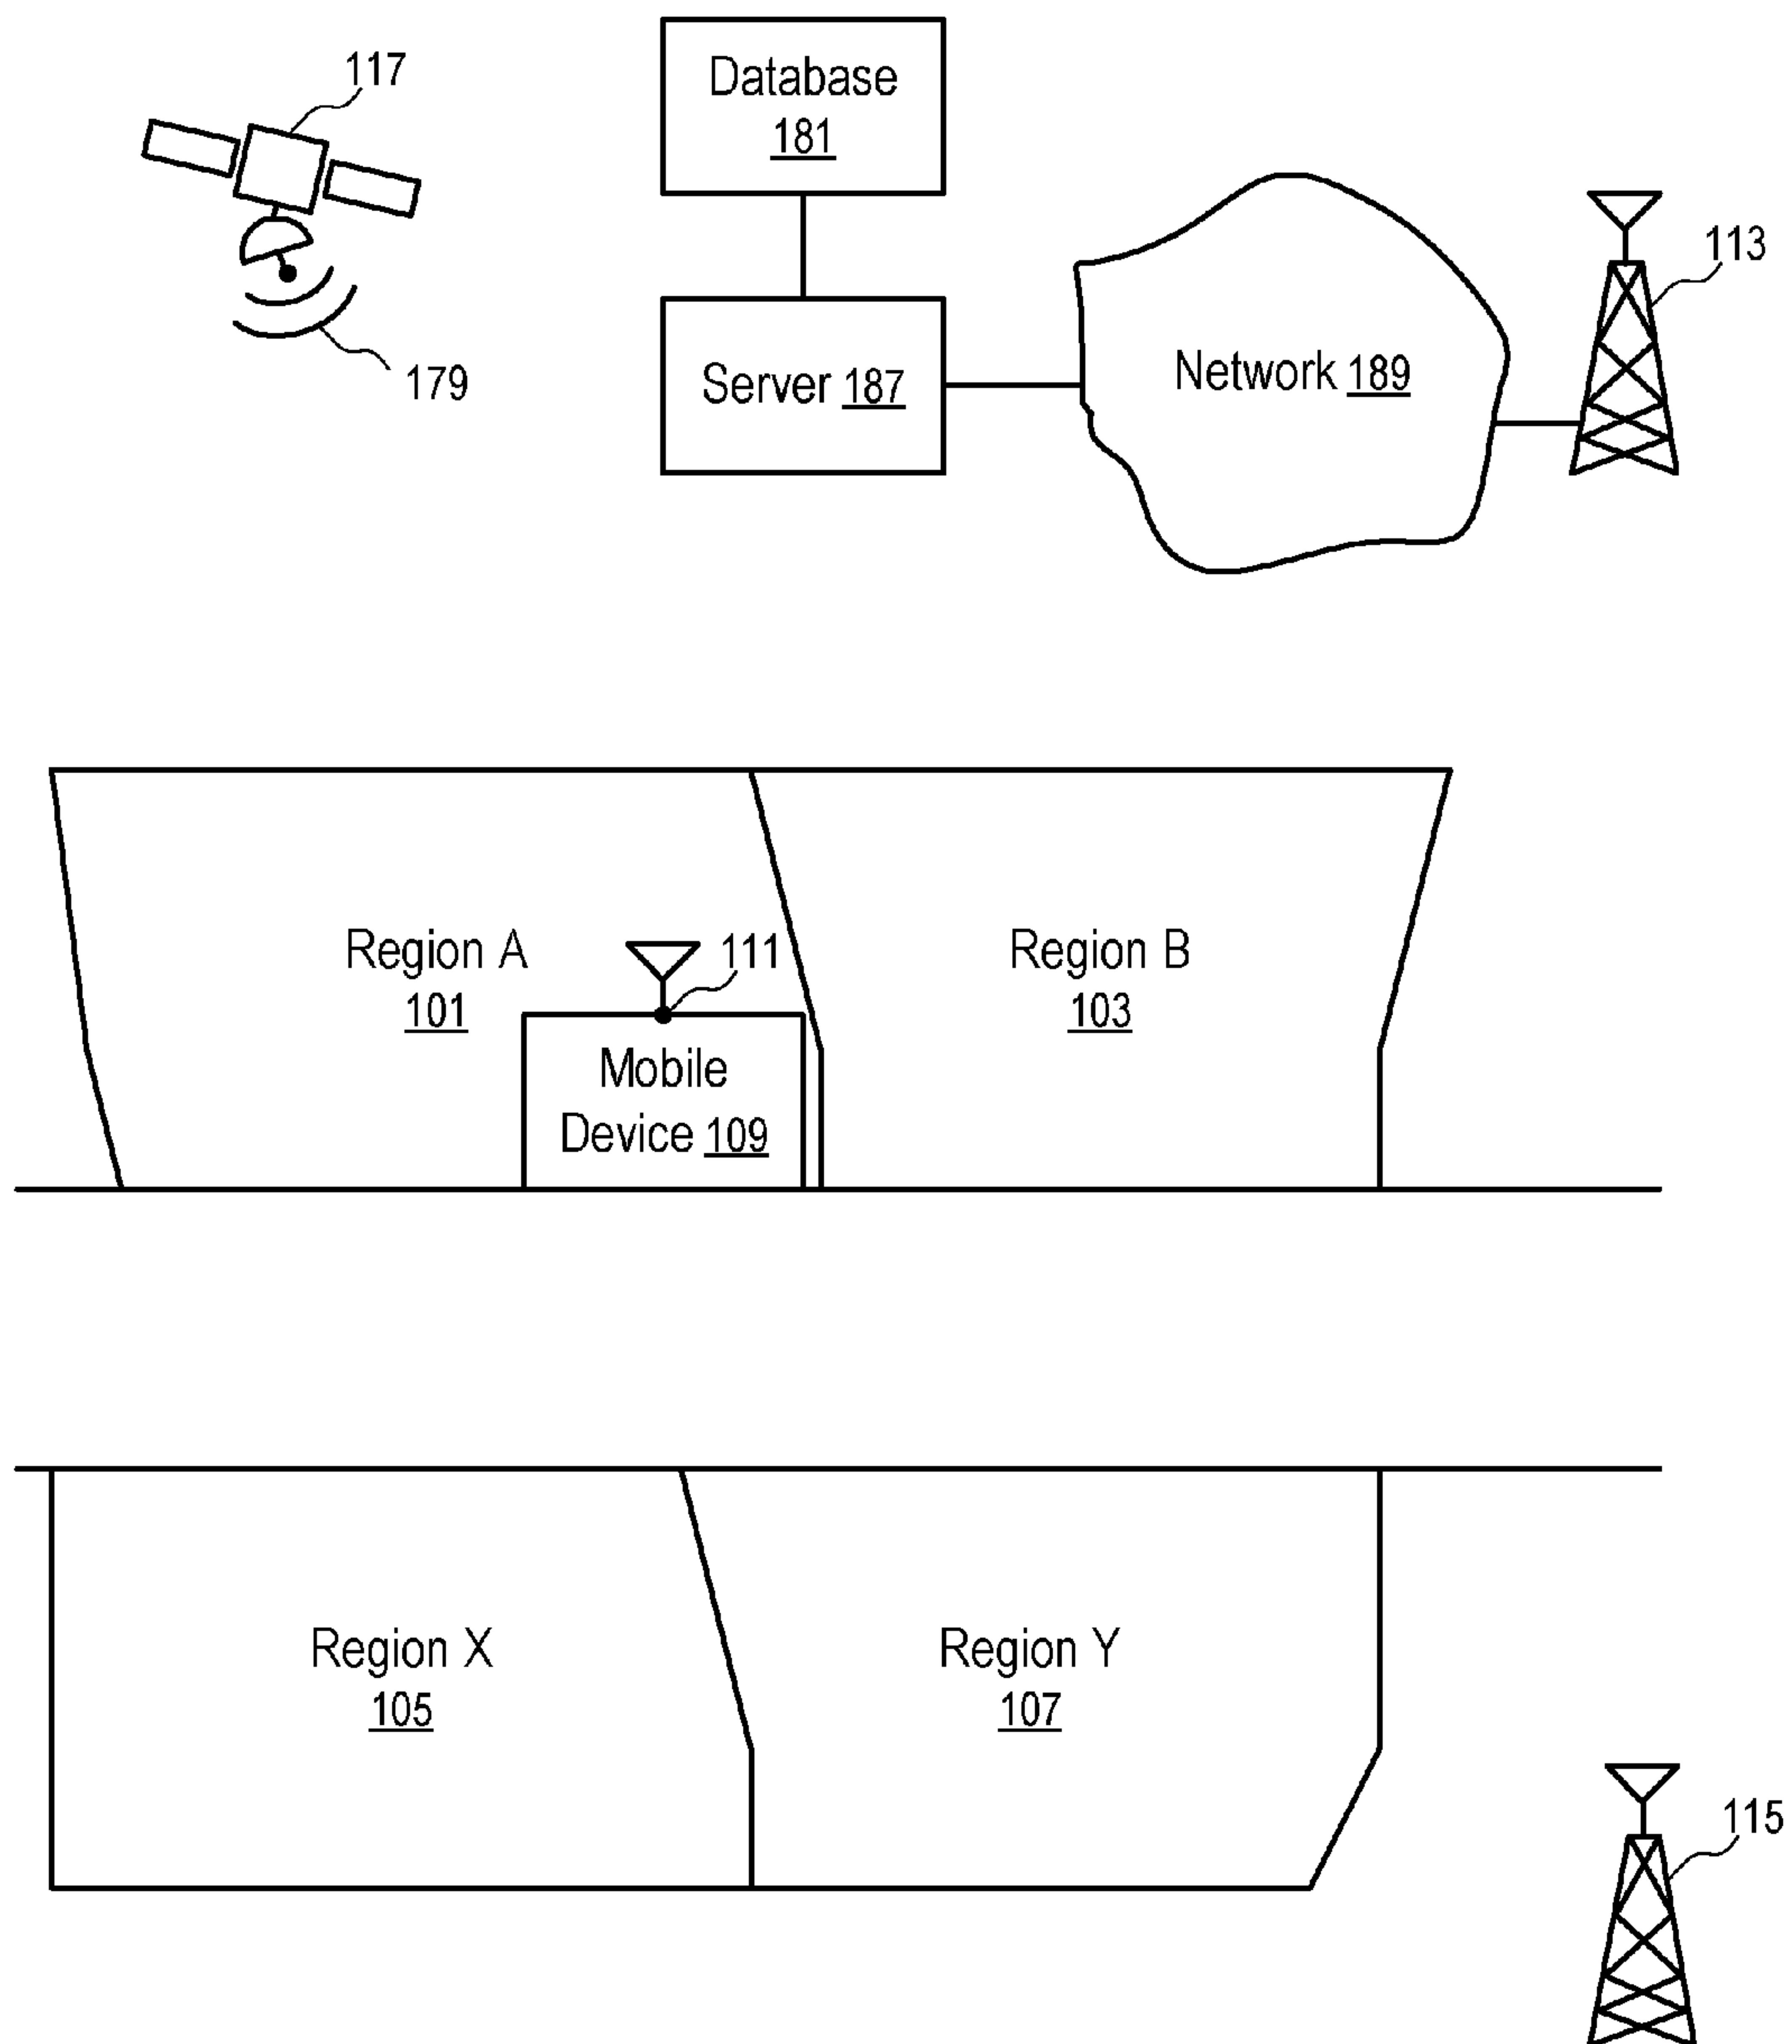 117
Database
181
113
179
Server 187
Network 189
Region A
101
111
Region B
103
Mobile
Device 109
Region X
105
Region Y
107
115